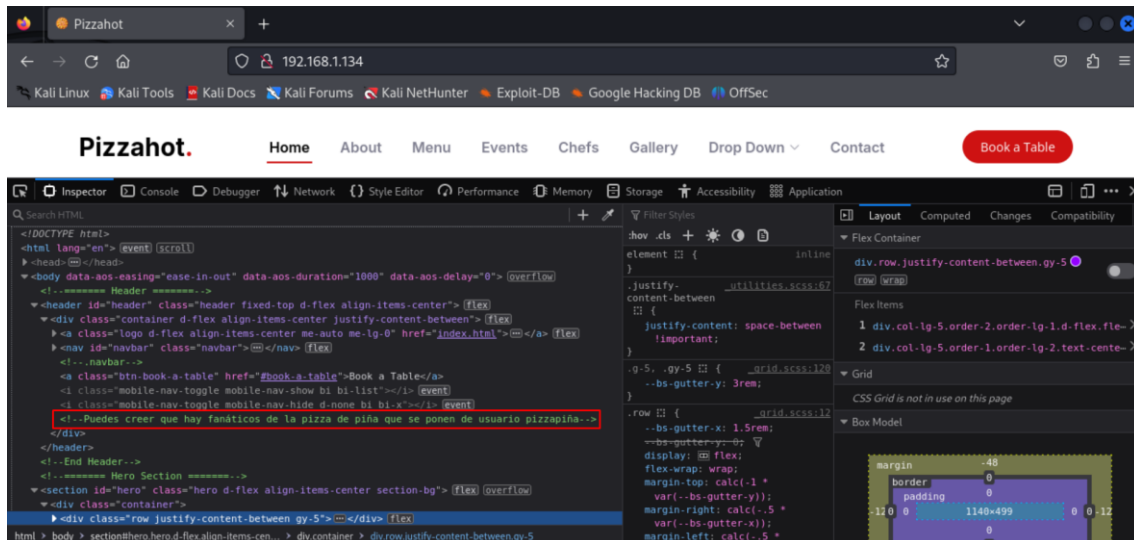 Pizzahot
192.168.1.134
Kali Linux Kali Tools Kali Docs Kali Forums Kali NetHunter Exploit-DB Google Hacking DB OffSec
Pizzahot. Home About Menu Events Chefs Gallery Drop Down Contact Book a Table
Inspector Console Debugger Network Style Editor Performance Memory Storage Accessibility Application
Search HTML
<!DOCTYPE html>
<html lang="en"> event scroll
<head></head>
<body data-aos-easing="ease-in-out" data-aos-duration="1000" data-aos-delay="0"> overflow
<!--======= Header =======-->
<header id="header" class="header fixed-top d-flex align-items-center"> flex
<div class="container d-flex align-items-center justify-content-between"> flex
<a class="logo d-flex align-items-center me-auto me-lg-0" href="index.html"></a> flex
<nav id="navbar" class="navbar"></nav> flex
<!--.navbar-->
<a class="btn-book-a-table" href="#book-a-table">Book a Table</a>
<i class="mobile-nav-toggle mobile-nav-show bi bi-list"></i> event
<i class="mobile-nav-toggle mobile-nav-hide d-none bi bi-x"></i> event
<!--Puedes creer que hay fanáticos de la pizza de piña que se ponen de usuario pizzapiña-->
</div>
</header>
<!--End Header-->
<!--======= Hero Section =======-->
<section id="hero" class="hero d-flex align-items-center section-bg"> flex overflow
<div class="container">
<div class="row justify-content-between gy-5"></div> flex
html > body > section#hero.hero.d-flex.align-items-cen... > div.container > div.row.justify-content-between.gy-5
Filter Styles
:hov .cls +
element { inline
}
.justify- _utilities.scss:67
content-between
{
justify-content: space-between
!important;
}
.g-5, .gy-5 { _grid.scss:120
--bs-gutter-y: 3rem;
}
.row { _grid.scss:12
--bs-gutter-x: 1.5rem;
--bs-gutter-y: 0;
display: flex;
flex-wrap: wrap;
margin-top: calc(-1 *
var(--bs-gutter-y));
margin-right: calc(-.5 *
var(--bs-gutter-x));
margin-left: calc(-.5 *
Layout Computed Changes Compatibility
Flex Container
div.row.justify-content-between.gy-5
row wrap
Flex Items
1 div.col-lg-5.order-2.order-lg-1.d-flex.fle…
2 div.col-lg-5.order-1.order-lg-2.text-cente…
Grid
CSS Grid is not in use on this page
Box Model
margin -48
border 0
padding 0
-12 0 0 1140×499 0 0 -12
0